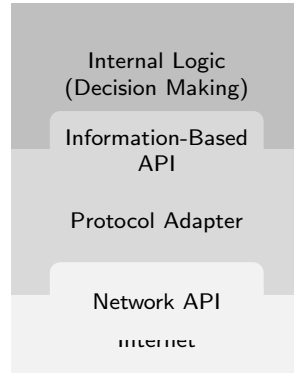 Internal Logic
(Decision Making)
Information-Based
API
Protocol Adapter
Network API
Internet